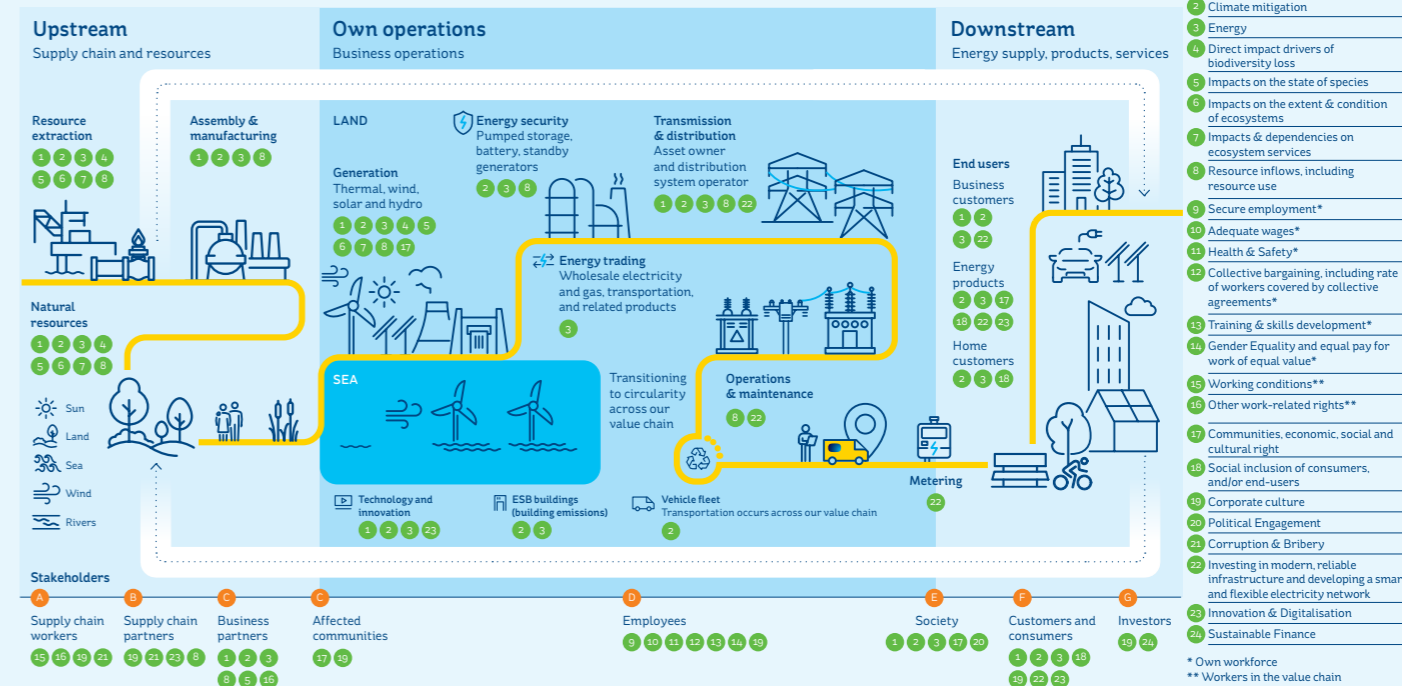 Upstream
Supply chain and resources
Own operations
Business operations
Downstream
Energy supply, products, services
Resource
extraction
1 2 3 4
5 6 7 8
Assembly &
manufacturing
1 2 3 8
Natural
resources
1 2 3 4
5 6 7 8
Sun
Land
Sea
Wind
Rivers
LAND
Generation
Thermal, wind,
solar and hydro
1 2 3 4 5
6 7 8 17
Energy security
Pumped storage,
battery, standby
generators
2 3 8
Transmission
& distribution
Asset owner
and distribution
system operator
1 2 3 8 22
Energy trading
Wholesale electricity
and gas, transportation,
and related products
3
SEA
Transitioning
to circularity
across our
value chain
Operations
& maintenance
8 22
Technology and
innovation
1 2 3 23
ESB buildings
(building emissions)
2 3
Vehicle fleet
Transportation occurs across our value chain
2
Metering
22
End users
Business
customers
1 2
3 22
Energy
products
2 3 17
18 22 23
Home
customers
2 3 18
Stakeholders
A
Supply chain
workers
15 16 19 21
B
Supply chain
partners
19 21 23 8
C
Business
partners
1 2 3
8 5 16
C
Affected
communities
17 19
D
Employees
9 10 11 12 13 14 19
E
Society
1 2 3 17 20
F
Customers and
consumers
1 2 3 18
19 22 23
G
Investors
19 24
2 Climate mitigation
3 Energy
4 Direct impact drivers of
biodiversity loss
5 Impacts on the state of species
6 Impacts on the extent & condition
of ecosystems
7 Impacts & dependencies on
ecosystem services
8 Resource inflows, including
resource use
9 Secure employment*
10 Adequate wages*
11 Health & Safety*
12 Collective bargaining, including rate
of workers covered by collective
agreements*
13 Training & skills development*
14 Gender Equality and equal pay for
work of equal value*
15 Working conditions**
16 Other work-related rights**
17 Communities, economic, social and
cultural right
18 Social inclusion of consumers,
and/or end-users
19 Corporate culture
20 Political Engagement
21 Corruption & Bribery
22 Investing in modern, reliable
infrastructure and developing a smar
and flexible electricity network
23 Innovation & Digitalisation
24 Sustainable Finance
* Own workforce
** Workers in the value chain